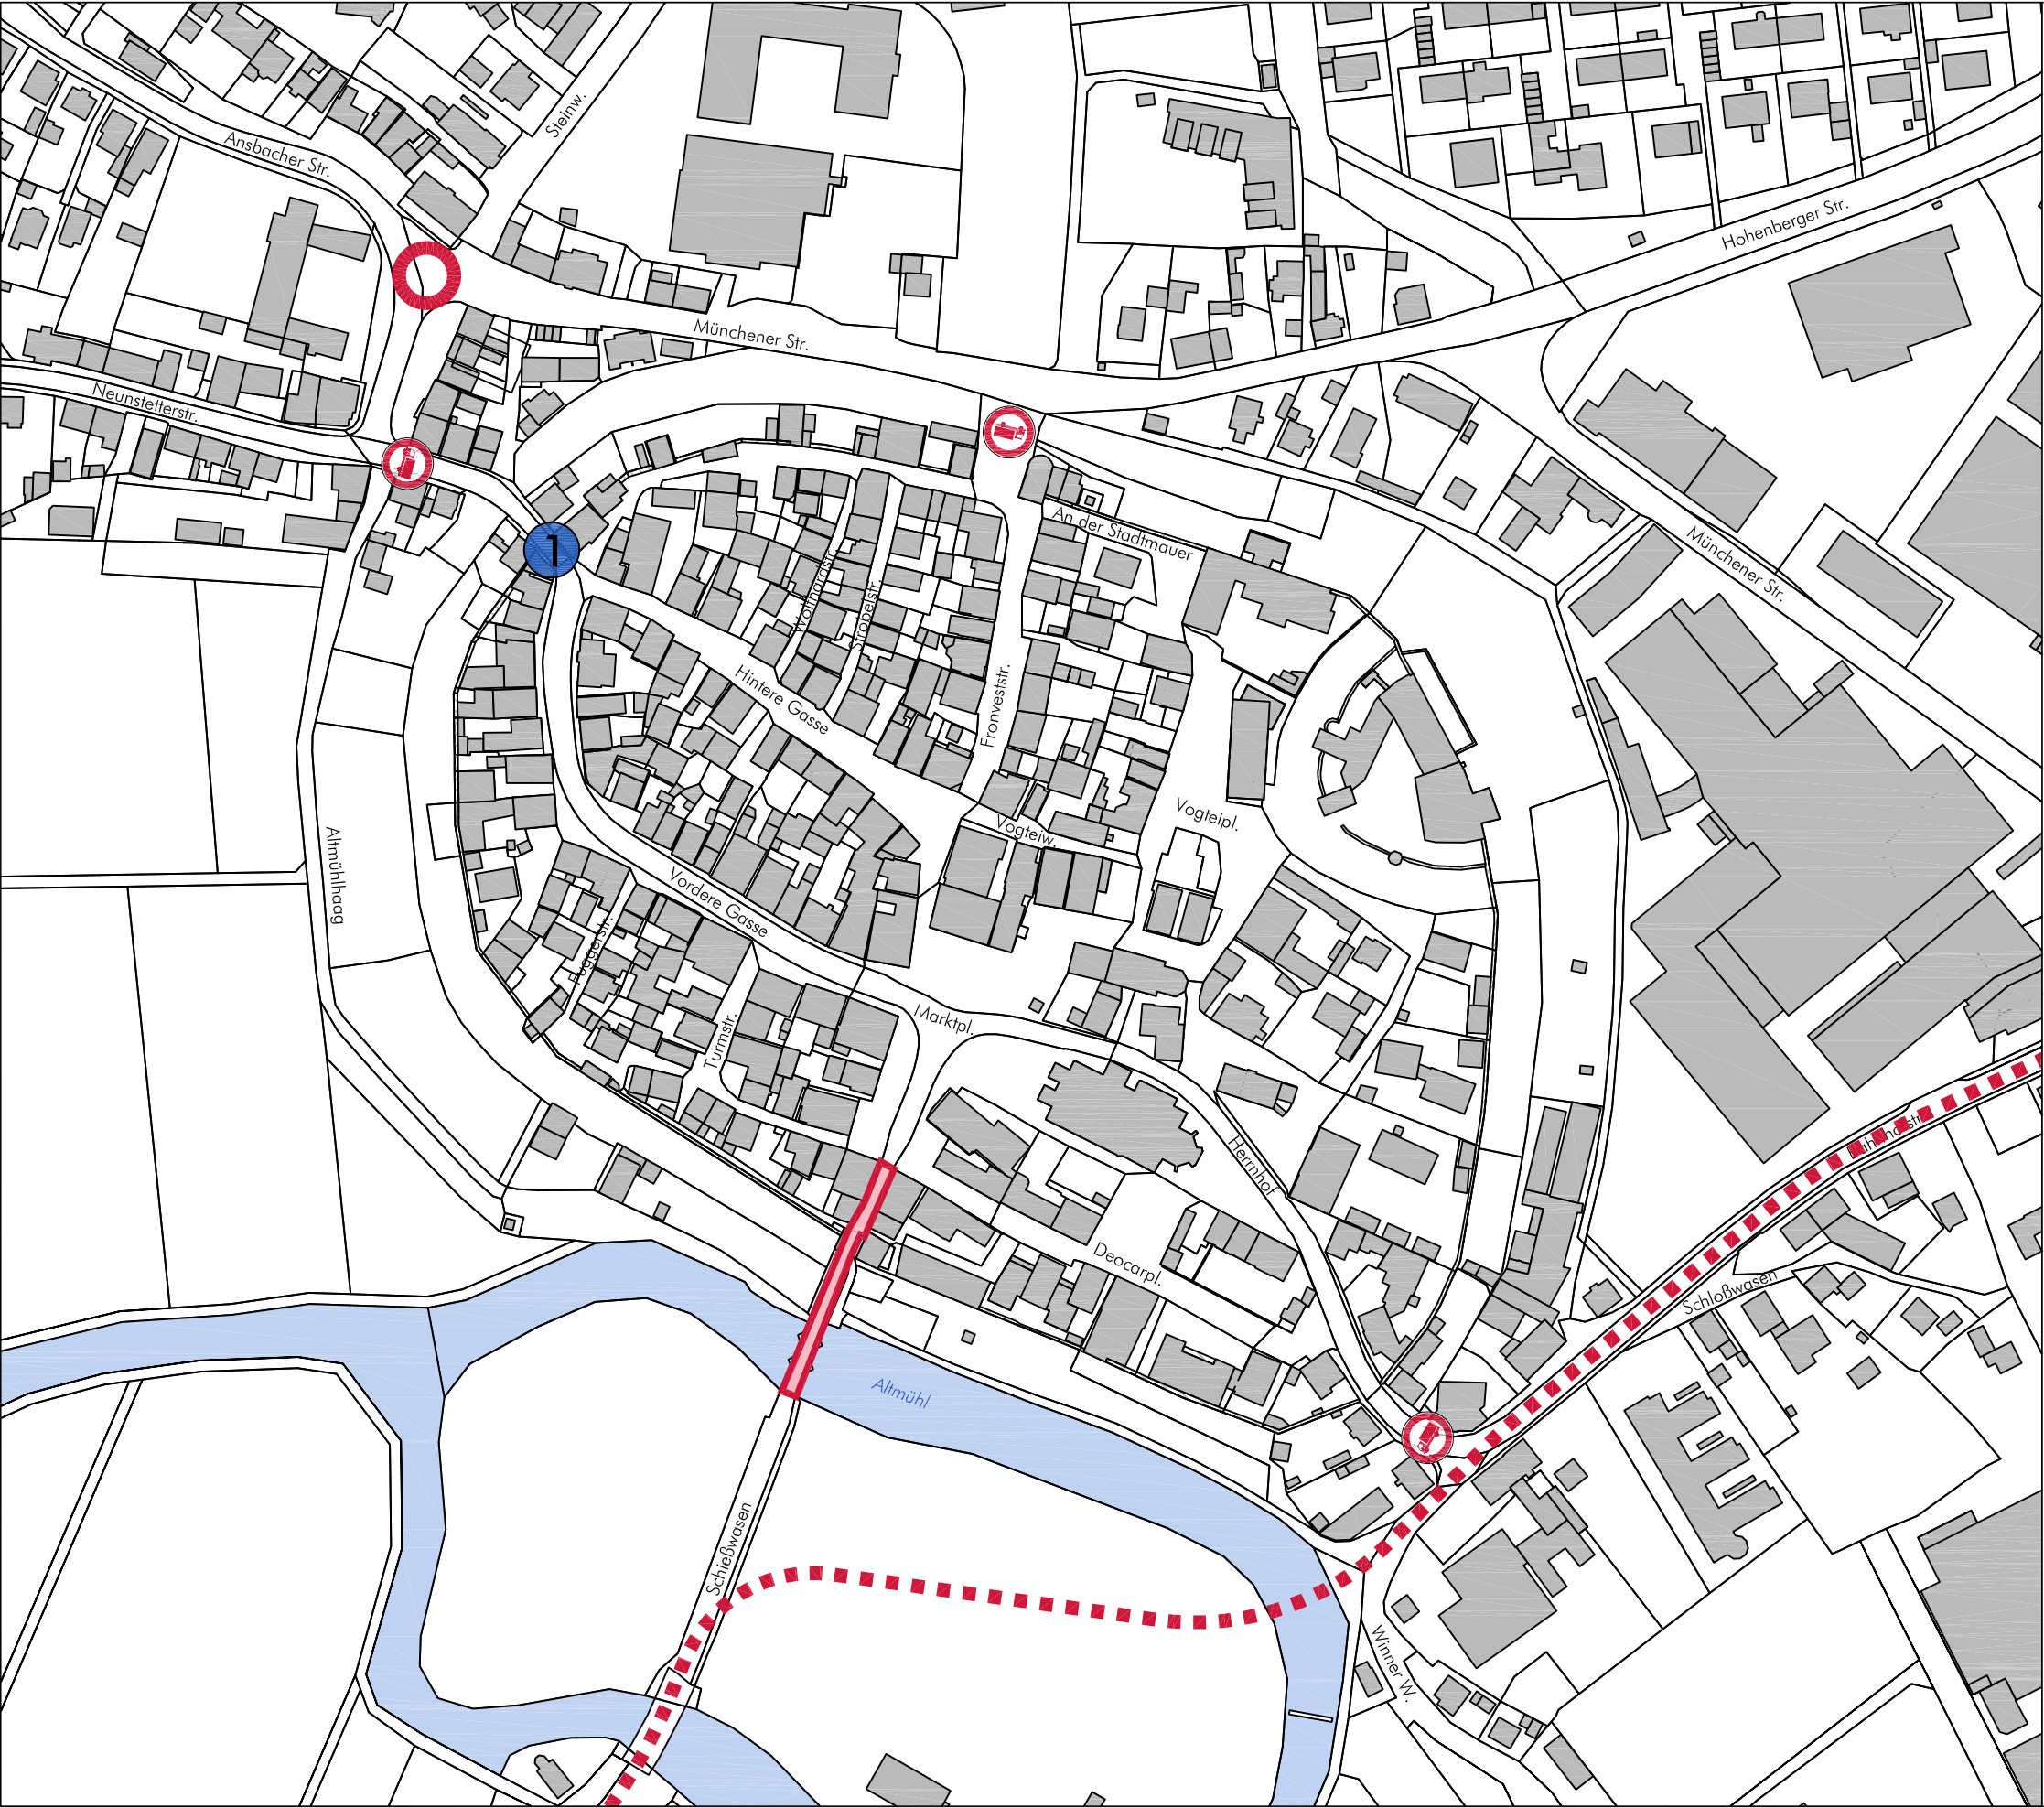 Steinw.
Ansbacher Str.
Hohenberger Str.
Münchener Str.
Neunstetterstr.
An der Stadtmauer
1
Münchener Str.
Wolfhardstr.
Strobelstr.
Hintere Gasse
Fronveststr.
Vogteipl.
Vogteiw.
Altmühlhaag
Vordere Gasse
Fuggerstr.
Marktpl.
Turmstr.
Herrnhof
Deocarpl.
Schloßwasen
Altmühl
Schießwasen
Winner W.